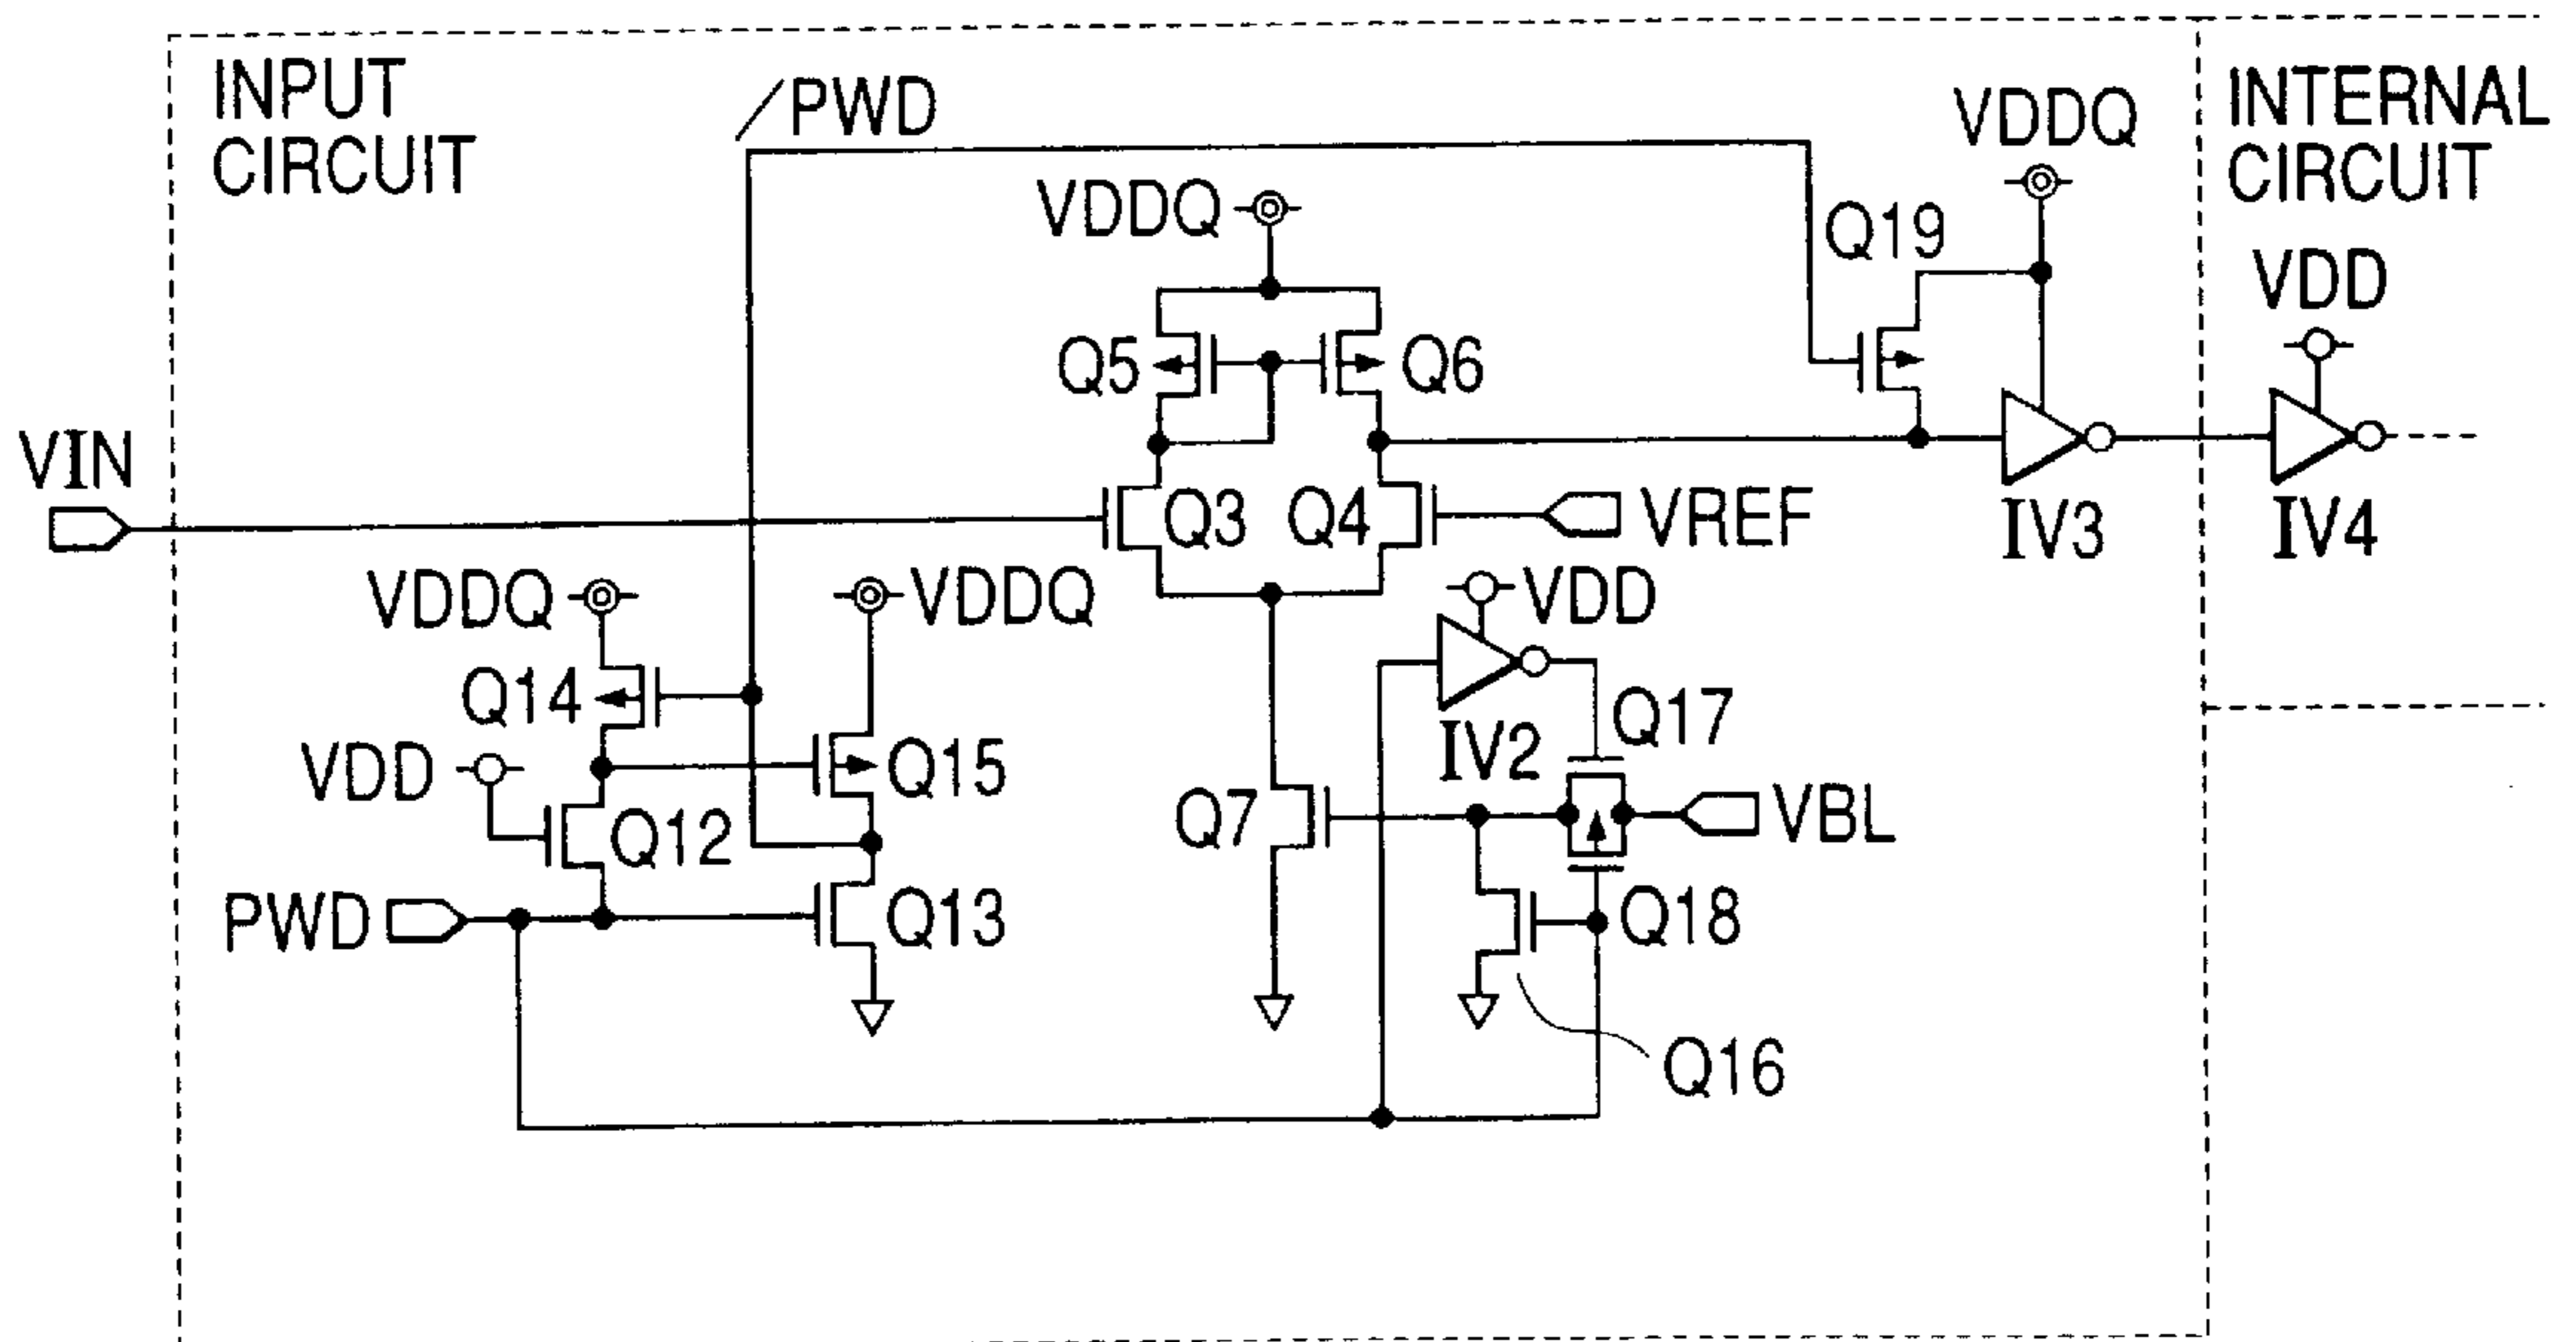 INPUT
CIRCUIT
/PWD
VDDQ
INTERNAL
CIRCUIT
VDDQ
Q19
VDD
Q5
Q6
VIN
Q3
Q4
VREF
IV3
IV4
VDDQ
VDDQ
VDD
Q14
IV2
Q17
VDD
Q15
Q12
Q7
VBL
PWD
Q13
Q18
Q16